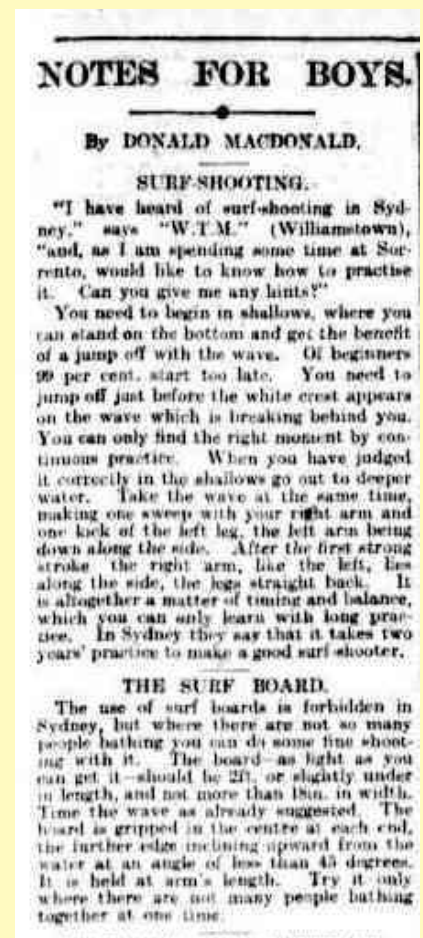 NOTES FOR BOYS.
By DONALD MACDONALD.
SURF-SHOOTING.
"I have heard of surf-shooting in Syd-
ney," says "W.T.M." (Williamstown),
"and, as I am spending some time at Sor-
rento, would like to know how to practise
it. Can you give me any hints?"
You need to begin in shallows, where you
can stand on the bottom and get the benefit
of a jump off with the wave. Of beginners
99 per cent. start too late. You need to
jump off just before the white crest appears
on the wave which is breaking behind you.
You can only find the right moment by con-
tinuous practice. When you have judged
it correctly in the shallows go out to deeper
water. Take the wave at the same time,
making one sweep with your right arm and
one kick of the left leg, the left arm being
down along the side. After the first strong
stroke the right arm, like the left, lies
along the side, the legs straight back. It
is altogether a matter of timing and balance,
which you can only learn with long prac-
tice. In Sydney they say that it takes two
years' practice to make a good surf shooter.
THE SURF BOARD.
The use of surf boards is forbidden in
Sydney, but where there are not so many
people bathing you can do some fine shoot-
ing with it. The board—as light as you
can get it—should be 2ft. or slightly under
in length, and not more than 18in. in width.
Time the wave as already suggested. The
board is gripped in the centre at each end,
the further edge inclining upward from the
water at an angle of less than 45 degrees.
It is held at arm's length. Try it only
where there are not many people bathing
together at one time.